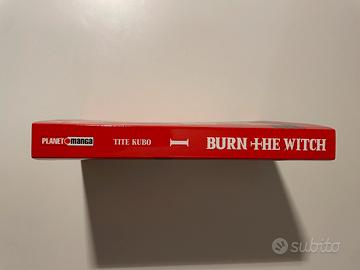 PLANET manga TITE KUBO I BURN THE WITCH
subito